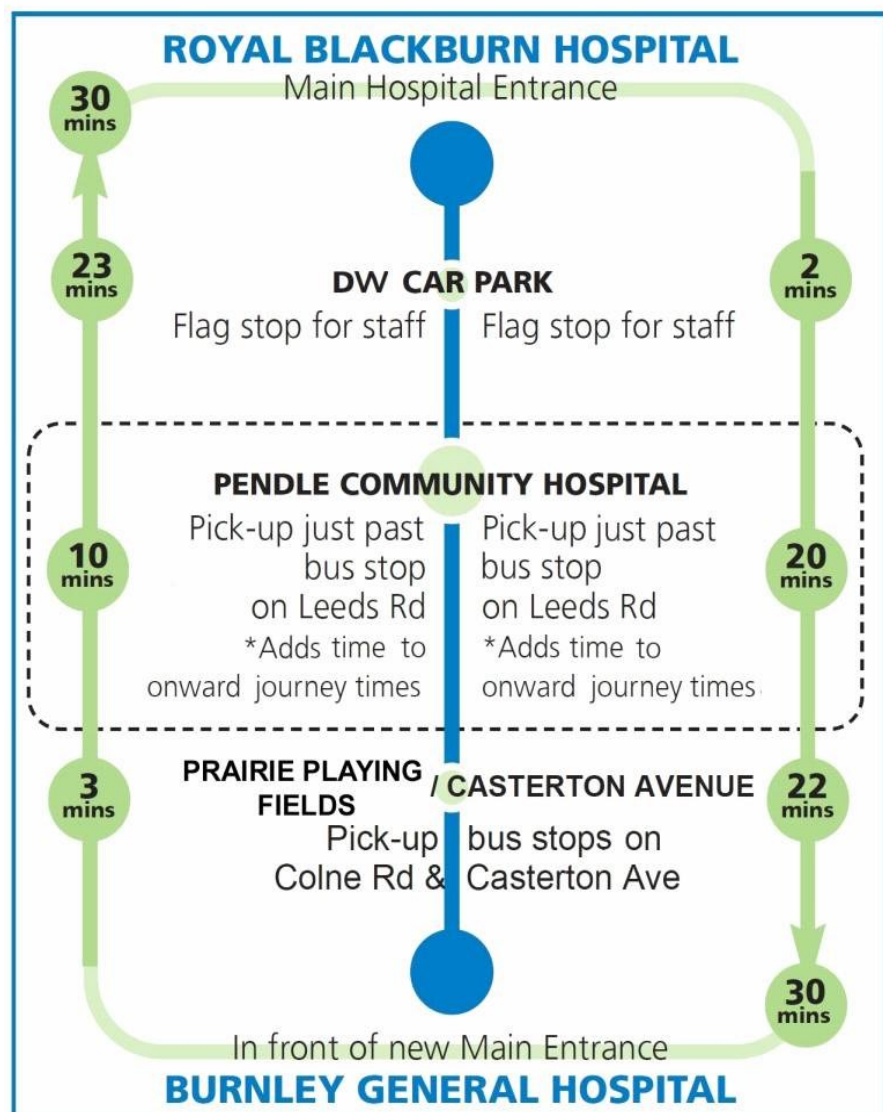 ROYAL BLACKBURN HOSPITAL
Main Hospital Entrance
30
mins
23
mins
DW CAR PARK
Flag stop for staff
Flag stop for staff
2
mins
PENDLE COMMUNITY HOSPITAL
10
mins
Pick-up just past
bus stop
on Leeds Rd
*Adds time to
onward journey times
Pick-up just past
bus stop
on Leeds Rd
*Adds time to
onward journey times
20
mins
3
mins
PRAIRIE PLAYING
FIELDS
/ CASTERTON AVENUE
Pick-up bus stops on
Colne Rd & Casterton Ave
22
mins
30
mins
In front of new Main Entrance
BURNLEY GENERAL HOSPITAL